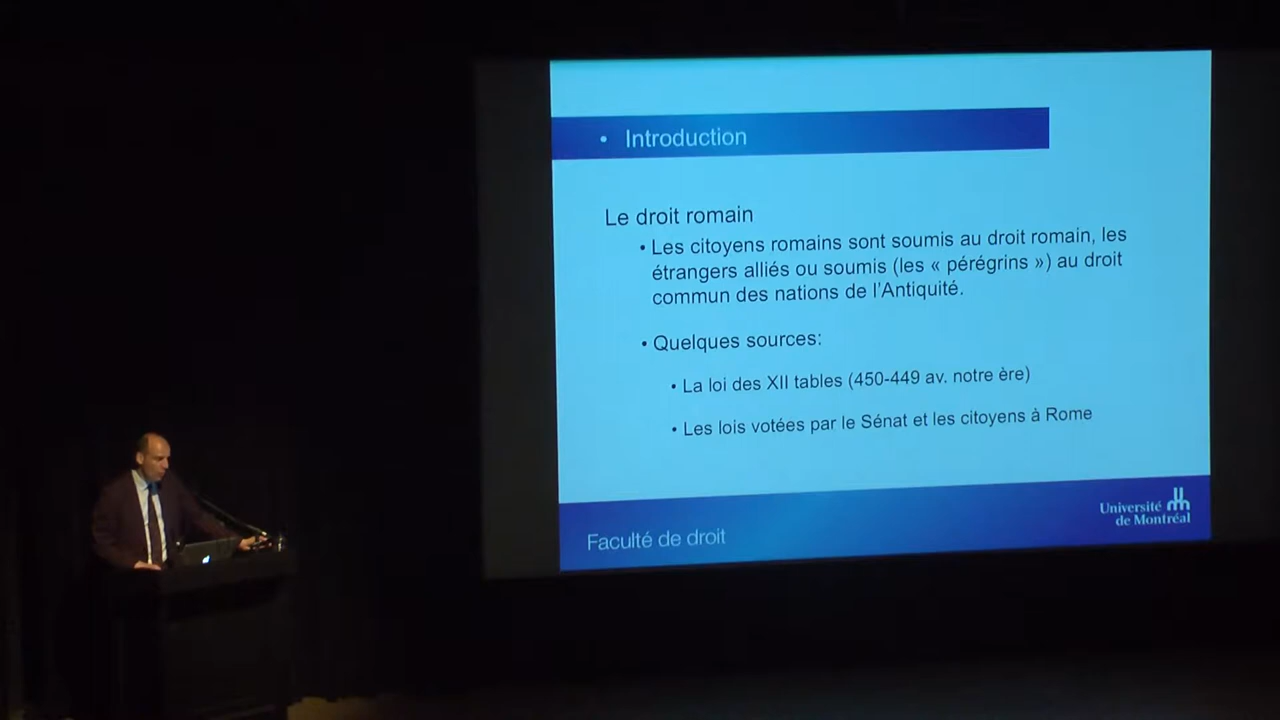 • Introduction
Le droit romain
• Les citoyens romains sont soumis au droit romain, les
étrangers alliés ou soumis (les « pérégrins ») au droit
commun des nations de l'Antiquité.
• Quelques sources:
• La loi des XII tables (450-449 av. notre ère)
• Les lois votées par le Sénat et les citoyens à Rome
Faculté de droit
Université
de Montréal